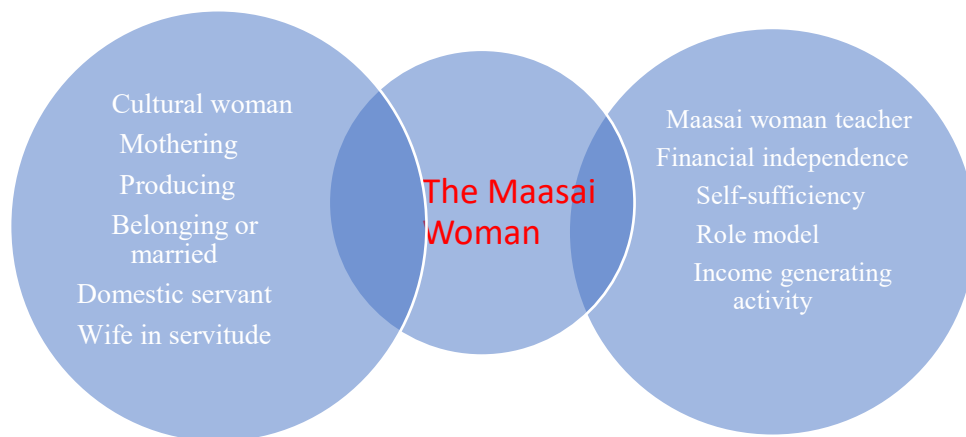 Cultural woman
Mothering
Producing
Belonging or
married
Domestic servant
Wife in servitude
The Maasai
Woman
Maasai woman teacher
Financial independence
Self-sufficiency
Role model
Income generating
activity